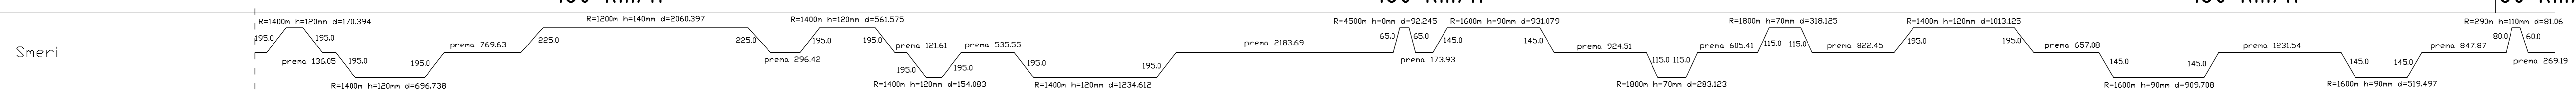 Smeri
195.0
R=1400m h=120mm d=170.394
195.0
prema 136.05
195.0
R=1400m h=120mm d=696.738
195.0
prema 769.63
225.0
R=1200m h=140mm d=2060.397
225.0
prema 296.42
195.0
R=1400m h=120mm d=561.575
195.0
prema 121.61
195.0
R=1400m h=120mm d=154.083
195.0
prema 535.55
195.0
R=1400m h=120mm d=1234.612
195.0
prema 2183.69
65.0
R=4500m h=0mm d=92.245
65.0
prema 173.93
145.0
R=1600m h=90mm d=931.079
145.0
prema 924.51
115.0
R=1800m h=70mm d=283.123
115.0
prema 605.41
115.0
R=1800m h=70mm d=318.125
115.0
prema 822.45
195.0
R=1400m h=120mm d=1013.125
195.0
prema 657.08
145.0
R=1600m h=90mm d=909.708
145.0
prema 1231.54
145.0
R=1600m h=90mm d=519.497
145.0
prema 847.87
80.0
R=290m h=110mm d=81.06
60.0
prema 269.19